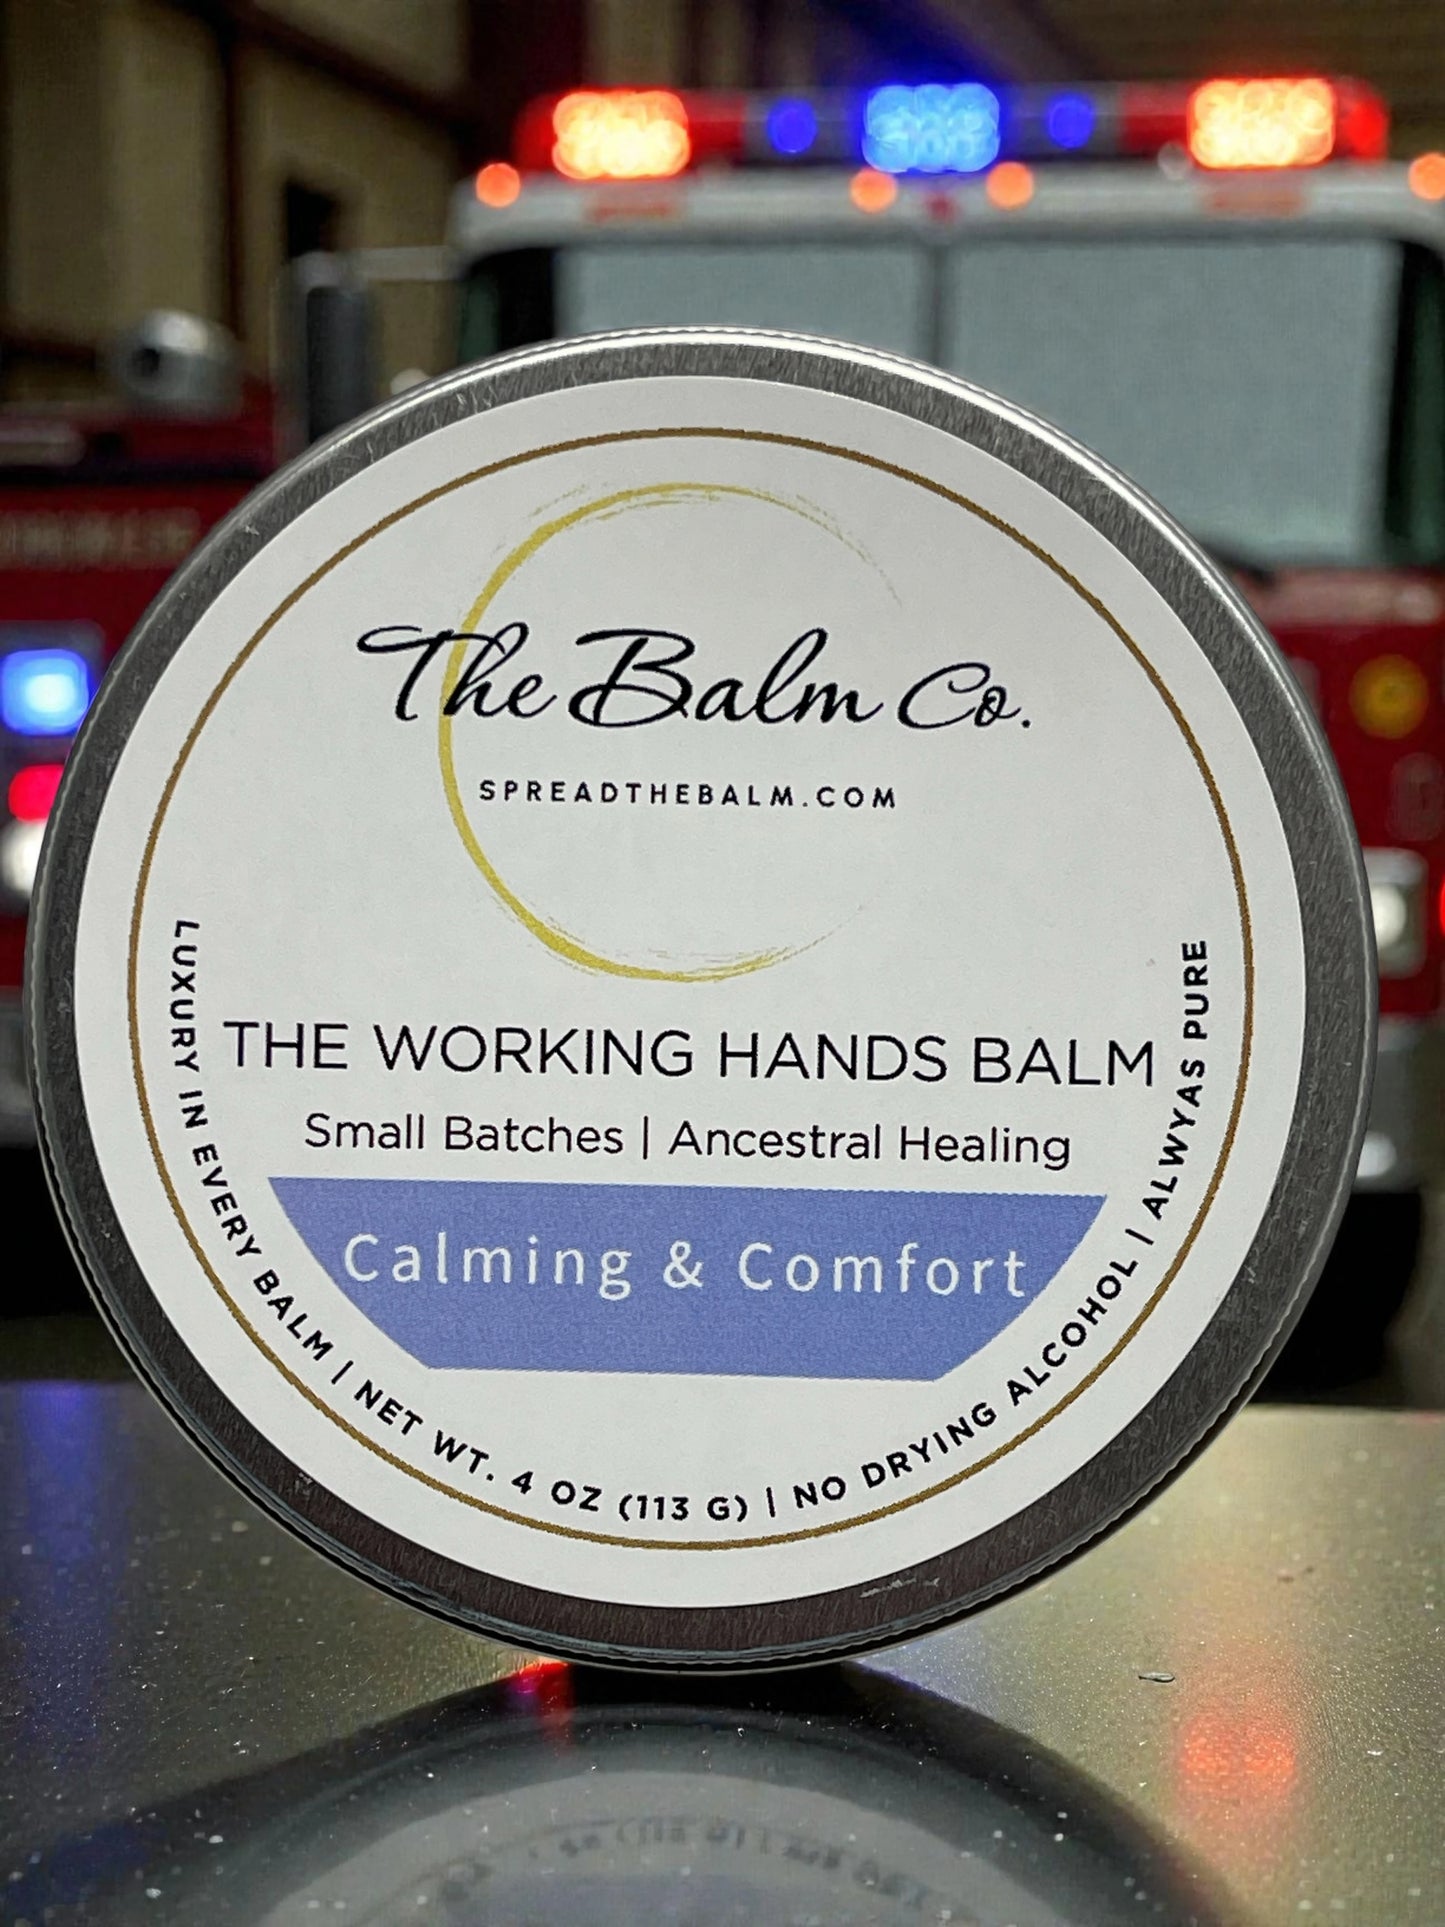 The Balm Co.
SPREADTHEBALM.COM
THE WORKING HANDS BALM
Small Batches | Ancestral Healing
Calming & Comfort
LUXURY IN EVERY BALM | NET WT. 4 OZ (113 G) | NO DRYING ALCOHOL | ALWYAS PURE